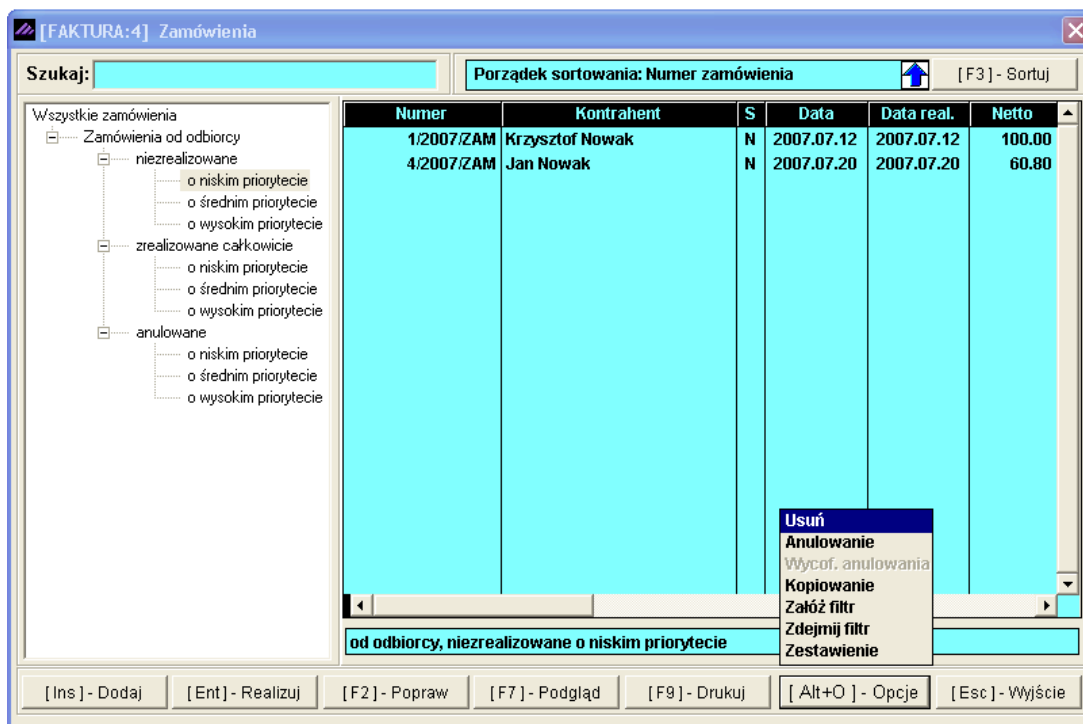 [FAKTURA:4] Zamówienia
Szukaj:
Porządek sortowania: Numer zamówienia
[F3] - Sortuj
Wszystkie zamówienia
Zamówienia od odbiorcy
niezrealizowane
o niskim priorytecie
o średnim priorytecie
o wysokim priorytecie
zrealizowane całkowicie
o niskim priorytecie
o średnim priorytecie
o wysokim priorytecie
anulowane
o niskim priorytecie
o średnim priorytecie
o wysokim priorytecie
Numer Kontrahent S Data Data real. Netto
1/2007/ZAM Krzysztof Nowak N 2007.07.12 2007.07.12 100.00
4/2007/ZAM Jan Nowak N 2007.07.20 2007.07.20 60.80
Usuń
Anulowanie
Wycof. anulowania
Kopiowanie
Załóż filtr
Zdejmij filtr
Zestawienie
od odbiorcy, niezrealizowane o niskim priorytecie
[Ins] - Dodaj [Ent] - Realizuj [F2] - Popraw [F7] - Podgląd [F9] - Drukuj [ Alt+O ] - Opcje [Esc] - Wyjście